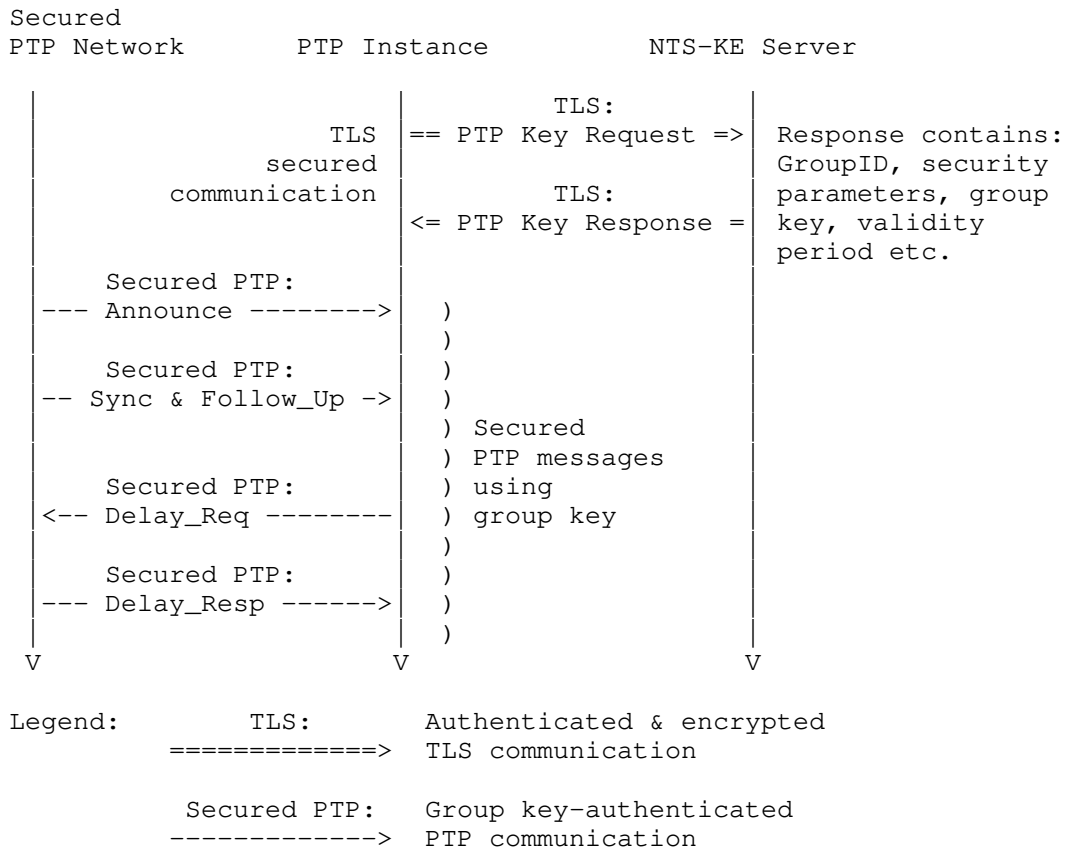 Secured
PTP Network       PTP Instance          NTS-KE Server

 |                      |         TLS:         |
 |                  TLS |== PTP Key Request => | Response contains:
 |              secured |                      | GroupID, security
 |        communication |         TLS:         | parameters, group
 |                      |<= PTP Key Response = | key, validity
 |                      |                      | period etc.
 |    Secured PTP:      |                      |
 |--- Announce -------->|  )                   |
 |                      |  )                   |
 |    Secured PTP:      |  )                   |
 |-- Sync & Follow_Up ->|  )                   |
 |                      |  ) Secured           |
 |                      |  ) PTP messages      |
 |    Secured PTP:      |  ) using             |
 |<-- Delay_Req --------|  ) group key         |
 |                      |  )                   |
 |    Secured PTP:      |  )                   |
 |--- Delay_Resp ------>|  )                   |
 |                      |  )                   |
 V                      V                      V

Legend:        TLS:        Authenticated & encrypted
          =============>   TLS communication

           Secured PTP:    Group key-authenticated
          ------------->   PTP communication